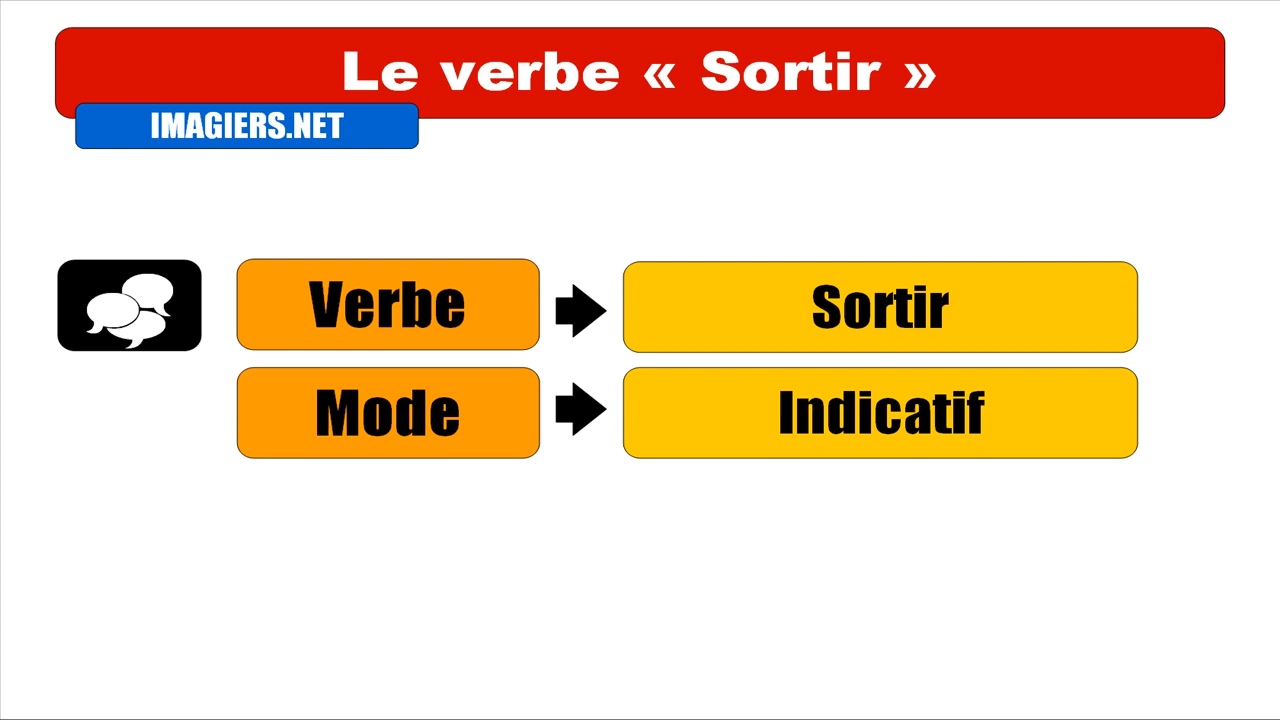 Le verbe « Sortir »
IMAGIERS.NET
Verbe Sortir
Mode Indicatif